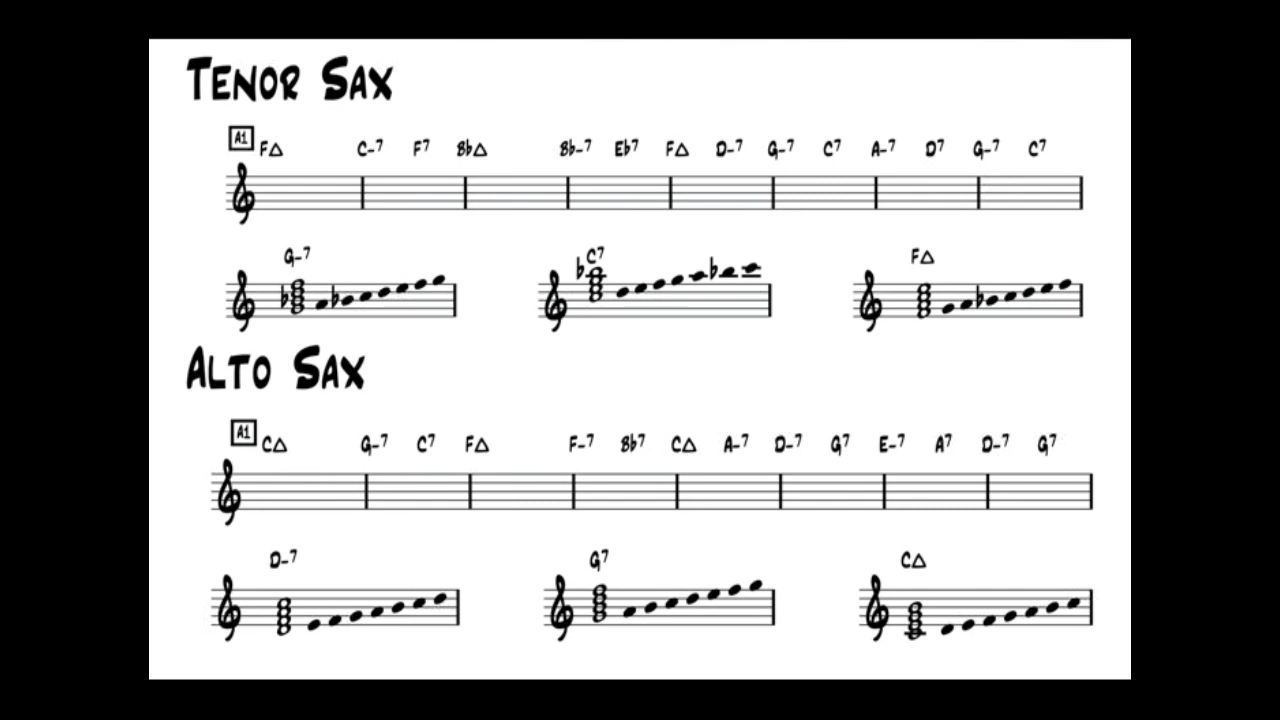 TENOR SAX
A1 F△ C-7 F7 Bb△ Bb-7 Eb7 F△ D-7 G-7 C7 A-7 D7 G-7 C7
G-7 C7 F△
ALTO SAX
A1 C△ G-7 C7 F△ F-7 Bb7 C△ A-7 D-7 G7 E-7 A7 D-7 G7
D-7 G7 C△